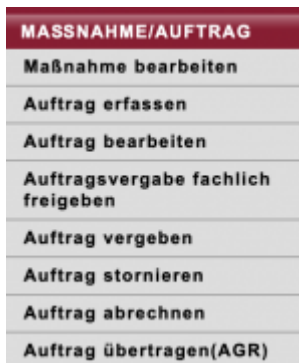 MASSNAHME/AUFTRAG
Maßnahme bearbeiten
Auftrag erfassen
Auftrag bearbeiten
Auftragsvergabe fachlich
freigeben
Auftrag vergeben
Auftrag stornieren
Auftrag abrechnen
Auftrag übertragen(AGR)